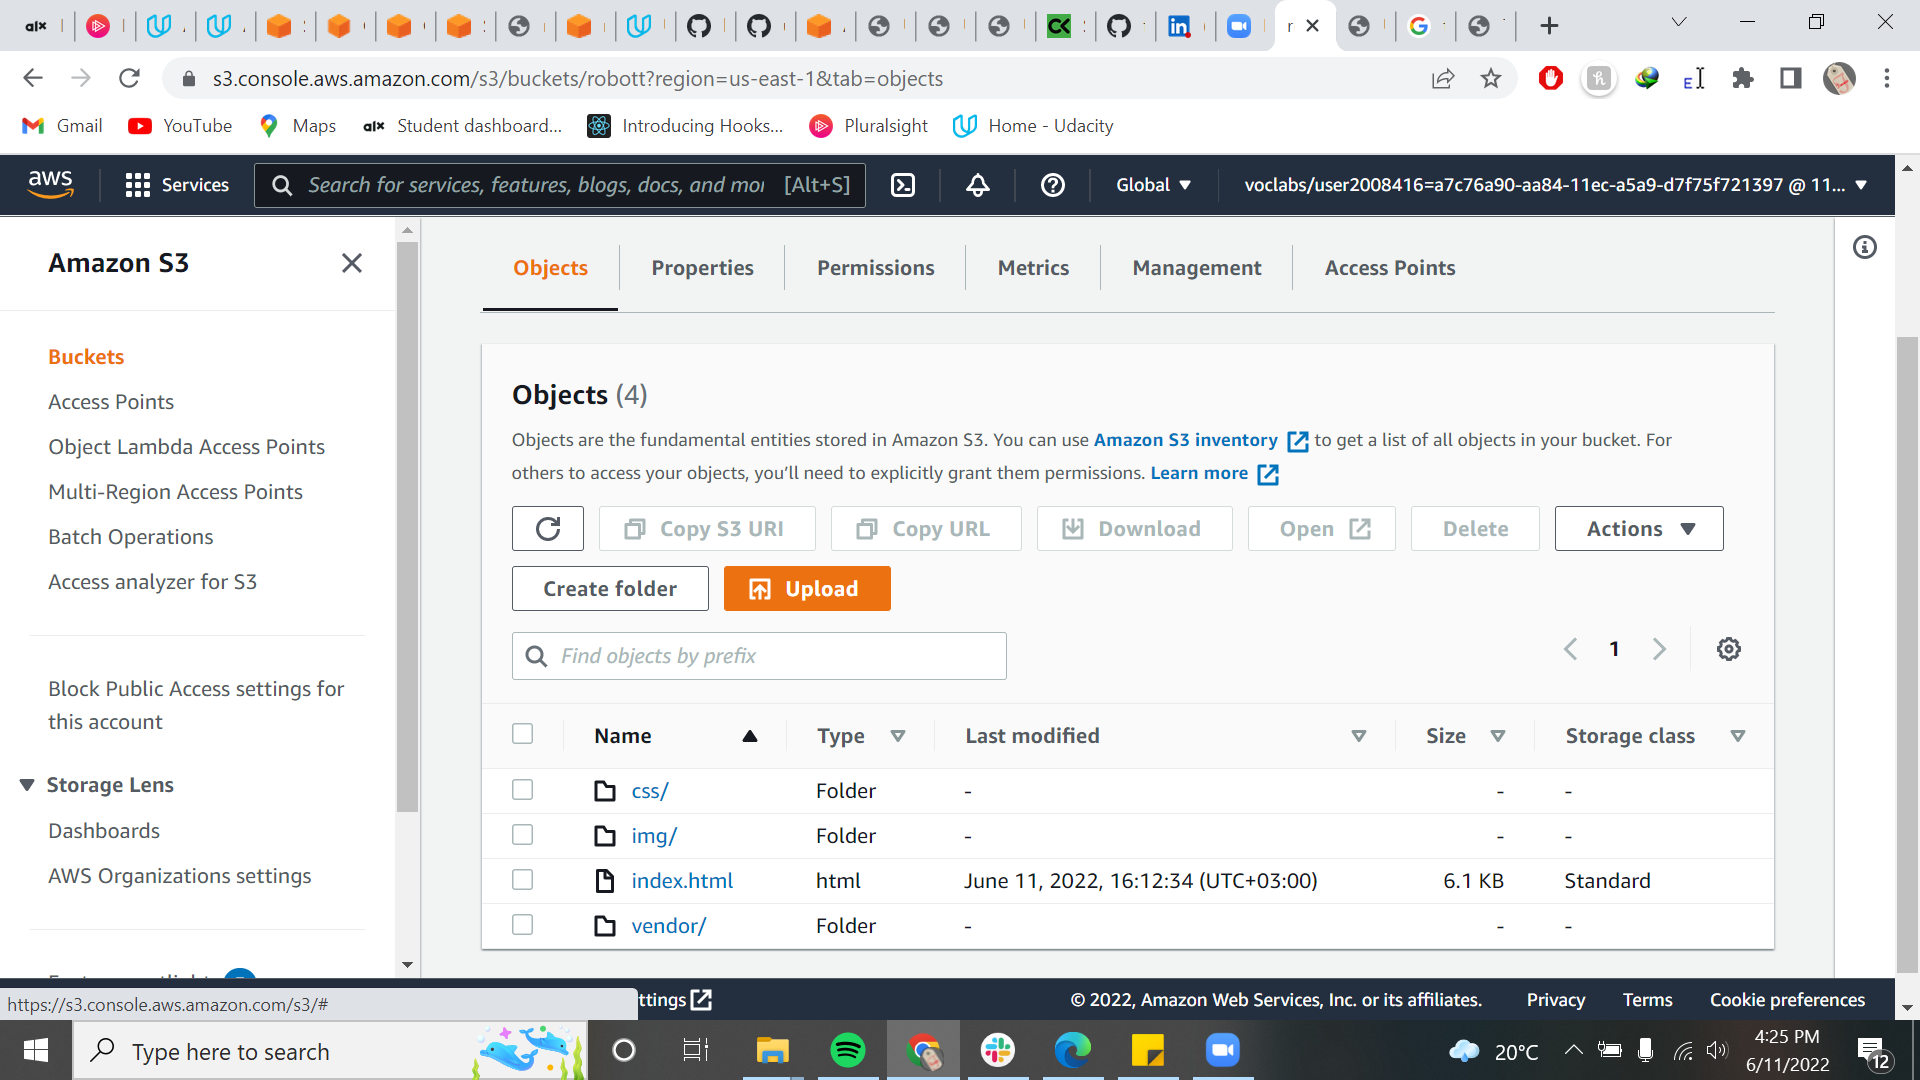 s3.console.aws.amazon.com/s3/buckets/robott?region=us-east-1&tab=objects
Gmail
YouTube
Maps
alx
Student dashboard...
Introducing Hooks...
Pluralsight
Home - Udacity
aws
Services
Search for services, features, blogs, docs, and mor
[Alt+S]
Global
voclabs/user2008416=a7c76a90-aa84-11ec-a5a9-d7f75f721397 @ 11...
Amazon S3
Buckets
Access Points
Object Lambda Access Points
Multi-Region Access Points
Batch Operations
Access analyzer for S3
Block Public Access settings for
this account
Storage Lens
Dashboards
AWS Organizations settings
Objects
Properties
Permissions
Metrics
Management
Access Points
Objects (4)
Objects are the fundamental entities stored in Amazon S3. You can use Amazon S3 inventory to get a list of all objects in your bucket. For
others to access your objects, you'll need to explicitly grant them permissions. Learn more
Copy S3 URI
Copy URL
Download
Open
Delete
Actions
Create folder
Upload
Find objects by prefix
1
Name Type Last modified Size Storage class
css/ Folder - - -
img/ Folder - - -
index.html html June 11, 2022, 16:12:34 (UTC+03:00) 6.1 KB Standard
vendor/ Folder - - -
https://s3.console.aws.amazon.com/s3/#
ttings
© 2022, Amazon Web Services, Inc. or its affiliates.
Privacy
Terms
Cookie preferences
Type here to search
20°C
4:25 PM
6/11/2022
12